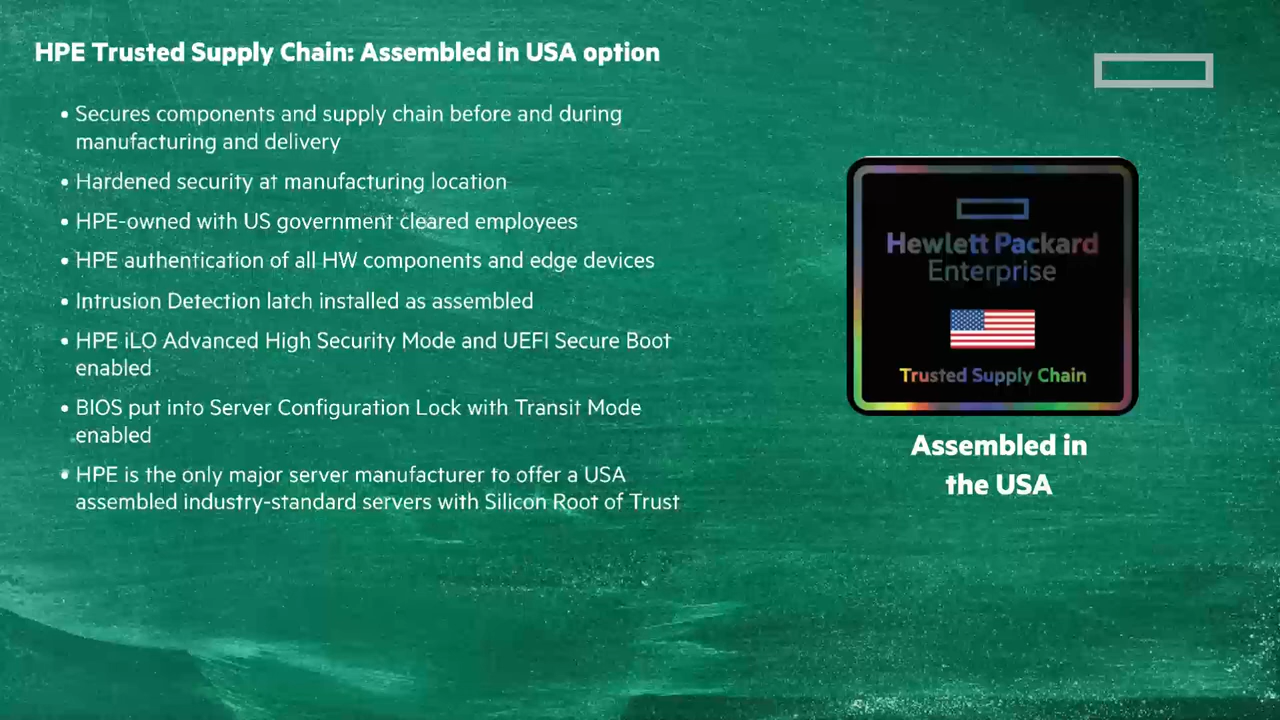 HPE Trusted Supply Chain: Assembled in USA option
• Secures components and supply chain before and during
manufacturing and delivery
• Hardened security at manufacturing location
• HPE-owned with US government cleared employees
• HPE authentication of all HW components and edge devices
• Intrusion Detection latch installed as assembled
• HPE iLO Advanced High Security Mode and UEFI Secure Boot
enabled
• BIOS put into Server Configuration Lock with Transit Mode
enabled
• HPE is the only major server manufacturer to offer a USA
assembled industry-standard servers with Silicon Root of Trust
Hewlett Packard
Enterprise
Trusted Supply Chain
Assembled in
the USA